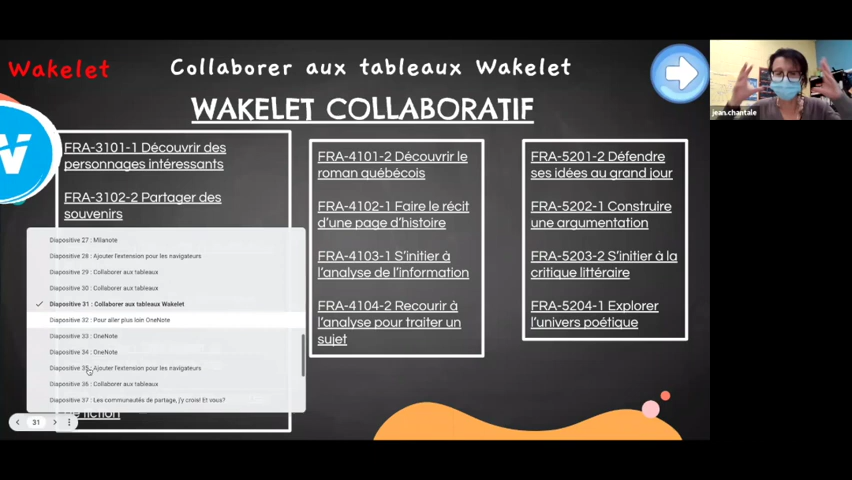 Wakelet
Collaborer aux tableaux Wakelet
WAKELET COLLABORATIF
jean.chantale
FRA-3101-1 Découvrir des
personnages intéressants
FRA-3102-2 Partager des
souvenirs
Diapositive 27 : Milanote
Diapositive 28 : Ajouter l'extension pour les navigateurs
Diapositive 29 : Collaborer aux tableaux
Diapositive 30 : Collaborer aux tableaux
Diapositive 31 : Collaborer aux tableaux Wakelet
Diapositive 32 : Pour aller plus loin OneNote
Diapositive 33 : OneNote
Diapositive 34 : OneNote
Diapositive 35 : Ajouter l'extension pour les navigateurs
Diapositive 36 : Collaborer aux tableaux
Diapositive 37 : Les communautés de partage, j'y crois! Et vous?
de fiction
31
FRA-4101-2 Découvrir le
roman québécois
FRA-4102-1 Faire le récit
d'une page d'histoire
FRA-4103-1 S'initier à
l'analyse de l'information
FRA-4104-2 Recourir à
l'analyse pour traiter un
sujet
FRA-5201-2 Défendre
ses idées au grand jour
FRA-5202-1 Construire
une argumentation
FRA-5203-2 S'initier à la
critique littéraire
FRA-5204-1 Explorer
l'univers poétique